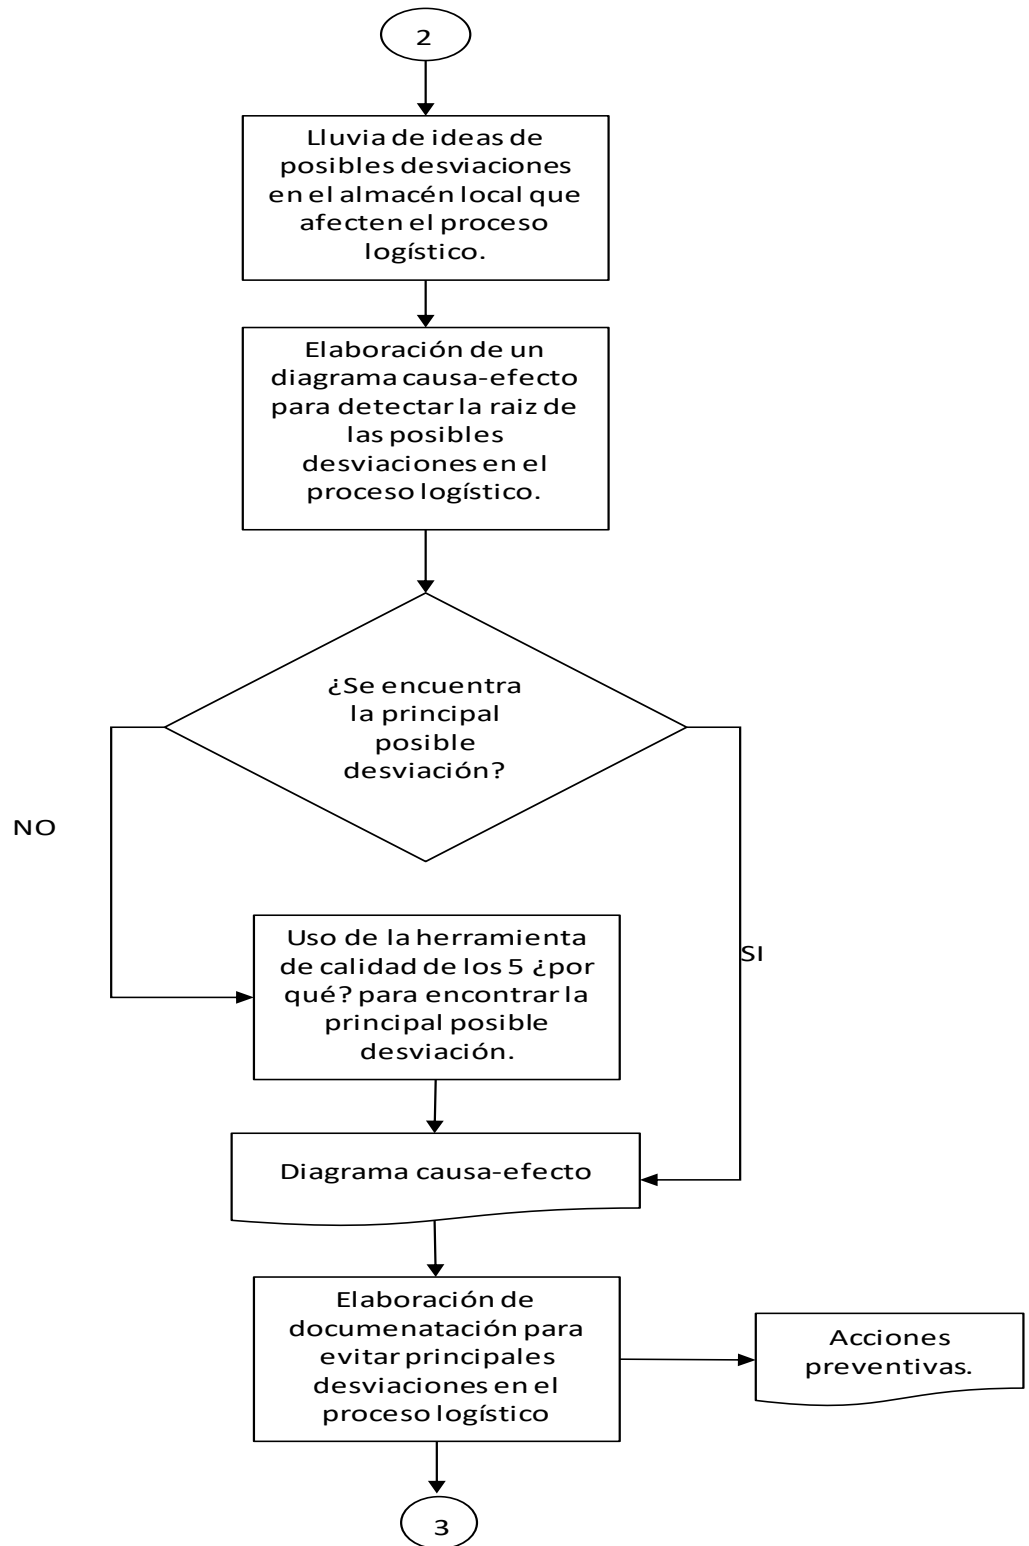 2
Lluvia de ideas de
posibles desviaciones
en el almacén local que
afecten el proceso
logístico.
Elaboración de un
diagrama causa-efecto
para detectar la raiz de
las posibles
desviaciones en el
proceso logístico.
¿Se encuentra
la principal
posible
desviación?
NO
SI
Uso de la herramienta
de calidad de los 5 ¿por
qué? para encontrar la
principal posible
desviación.
Diagrama causa-efecto
Elaboración de
documenatación para
evitar principales
desviaciones en el
proceso logístico
Acciones
preventivas.
3